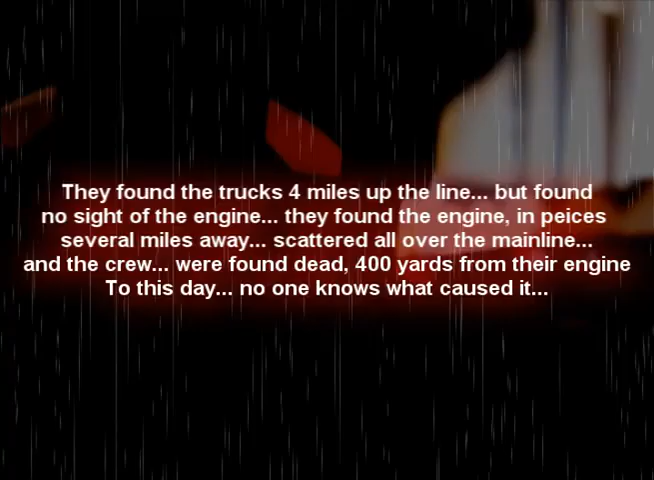 They found the trucks 4 miles up the line... but found
no sight of the engine... they found the engine, in peices
several miles away... scattered all over the mainline...
and the crew... were found dead, 400 yards from their engine
To this day... no one knows what caused it...